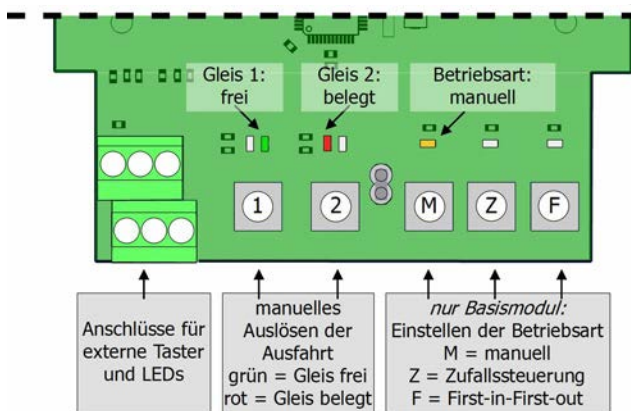 Gleis 1:
frei
Gleis 2:
belegt
Betriebsart:
manuell
1
2
M
Z
F
Anschlüsse für
externe Taster
und LEDs
manuelles
Auslösen der
Ausfahrt
grün = Gleis frei
rot = Gleis belegt
nur Basismodul:
Einstellen der Betriebsart
M = manuell
Z = Zufallssteuerung
F = First-in-First-out